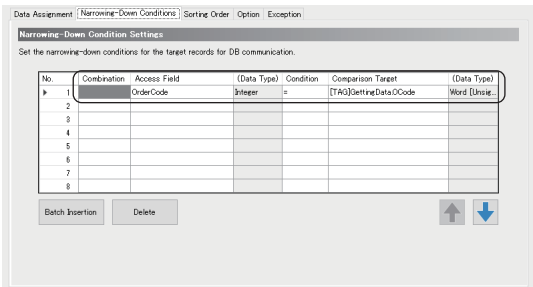 Data Assignment Narrowing-Down Conditions Sorting Order Option Exception
Narrowing-Down Condition Settings
Set the narrowing-down conditions for the target records for DB communication.
No. Combination Access Field (Data Type) Condition Comparison Target (Data Type)
1 OrderCode Integer = [TAG]GettingData:OCode Word [Unsig...
2
3
4
5
6
7
8
Batch Insertion Delete